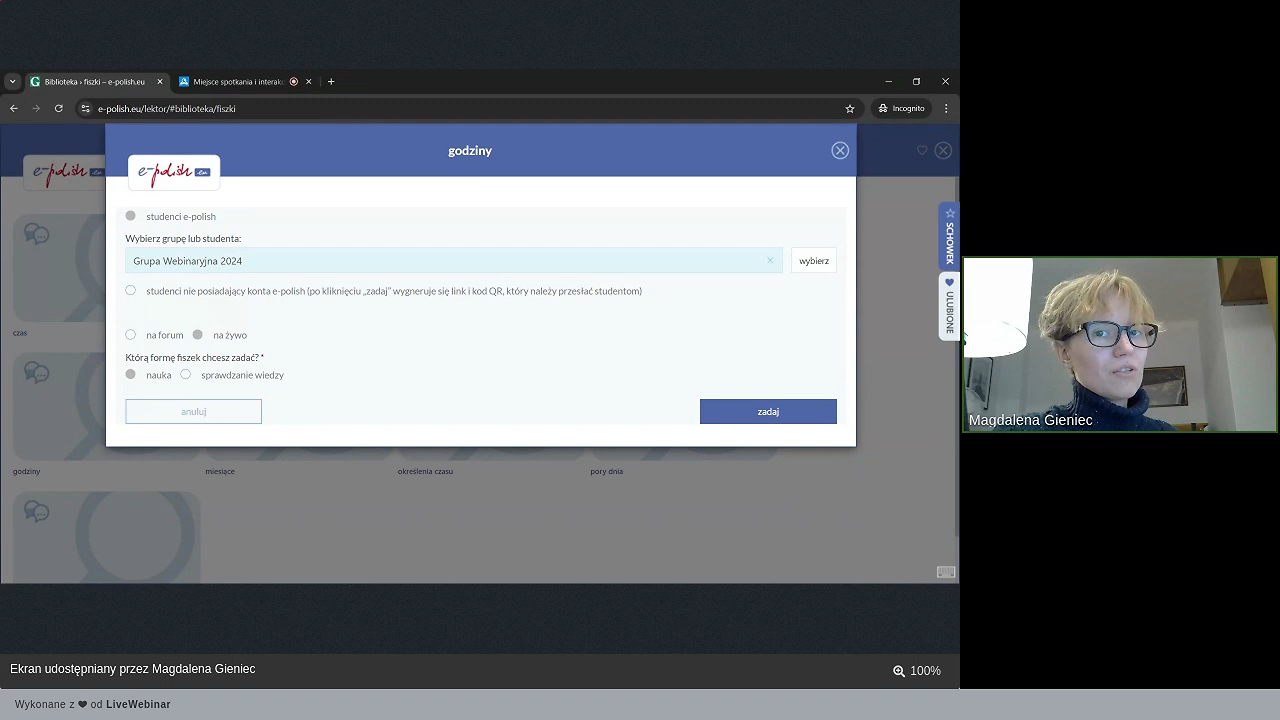 Biblioteka › fiszki – e-polish.eu
Miejsce spotkania i interak
e-polish.eu/lektor/#biblioteka/fiszki
Incognito
godziny
e-polish eu
e-polish eu
studenci e-polish
Wybierz grupę lub studenta:
Grupa Webinaryjna 2024
wybierz
studenci nie posiadający konta e-polish (po kliknięciu „zadaj” wygneruje się link i kod QR, który należy przesłać studentom)
na forum na żywo
Którą formę fiszek chcesz zadać? *
nauka sprawdzanie wiedzy
anuluj
zadaj
SCHOWEK
ULUBIONE
czas
godziny
miesiące
określenia czasu
pory dnia
Magdalena Gieniec
Ekran udostępniany przez Magdalena Gieniec
100%
Wykonane z ❤ od LiveWebinar